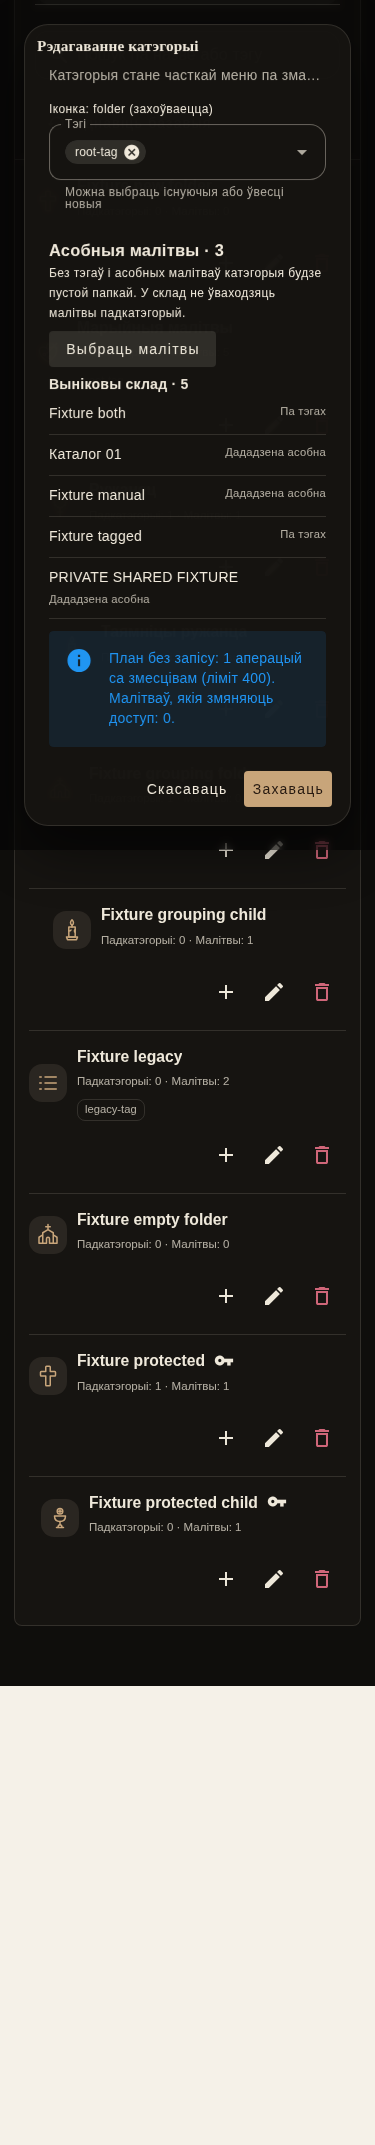 Рэдагаванне катэгорыі
Катэгорыя стане часткай меню па зма…
Іконка: folder (захоўваецца)
Тэгі
root-tag
Можна выбраць існуючыя або ўвесці
новыя
Асобныя малітвы · 3
Без тэгаў і асобных малітваў катэгорыя будзе
пустой папкай. У склад не ўваходзяць
малітвы падкатэгорый.
Выбраць малітвы
Выніковы склад · 5
Fixture both
Па тэгах
Каталог 01
Дададзена асобна
Fixture manual
Дададзена асобна
Fixture tagged
Па тэгах
PRIVATE SHARED FIXTURE
Дададзена асобна
План без запісу: 1 аперацый
са змесцівам (ліміт 400).
Малітваў, якія змяняюць
доступ: 0.
Скасаваць
Захаваць
Fixture grouping child
Падкатэгорыі: 0 · Малітвы: 1
Fixture legacy
Падкатэгорыі: 0 · Малітвы: 2
legacy-tag
Fixture empty folder
Падкатэгорыі: 0 · Малітвы: 0
Fixture protected
Падкатэгорыі: 1 · Малітвы: 1
Fixture protected child
Падкатэгорыі: 0 · Малітвы: 1